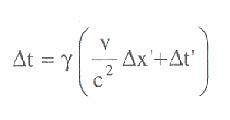 Δt = γ ( v/c² Δx' + Δt' )